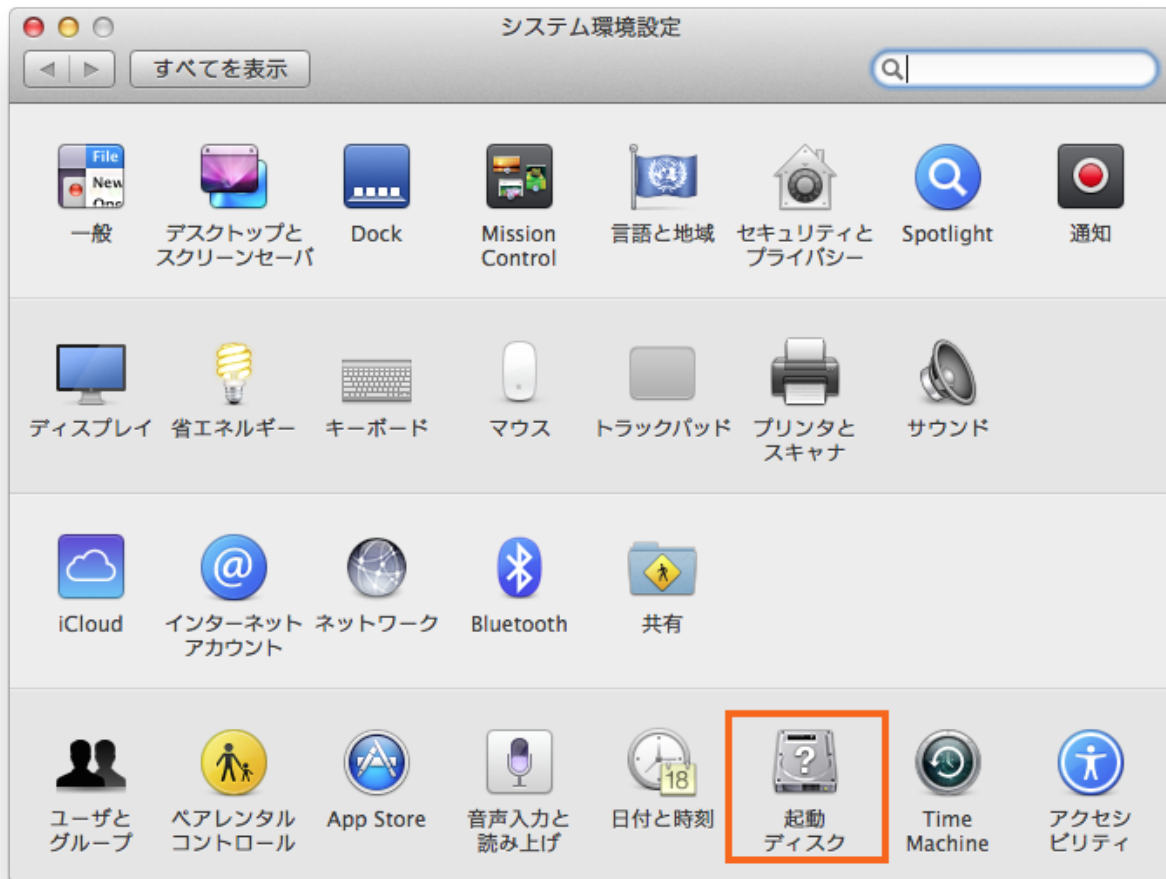 システム環境設定
すべてを表示
File
New
Ope
一般
デスクトップと
スクリーンセーバ
Dock
Mission
Control
言語と地域
セキュリティと
プライバシー
Spotlight
通知
ディスプレイ
省エネルギー
キーボード
マウス
トラックパッド
プリンタと
スキャナ
サウンド
iCloud
@
インターネット
アカウント
ネットワーク
Bluetooth
共有
ユーザと
グループ
ペアレンタル
コントロール
App Store
音声入力と
読み上げ
18
日付と時刻
?
起動
ディスク
Time
Machine
アクセシ
ビリティ